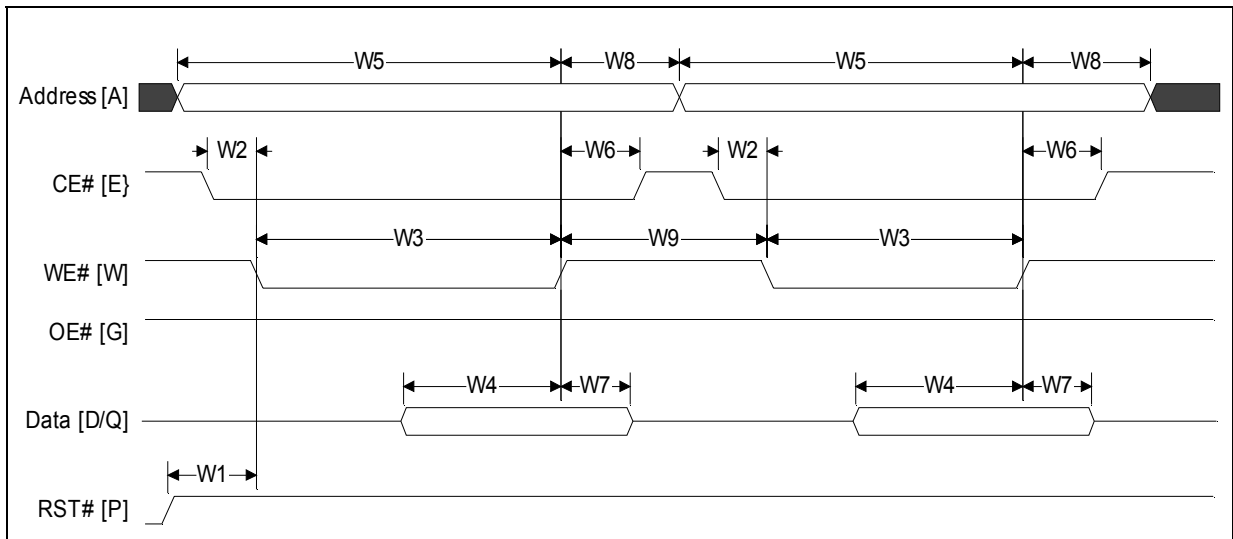 W5 W8 W5 W8
Address [A]
W2 W6 W2 W6
CE# [E}
W3 W9 W3
WE# [W]
OE# [G]
W4 W7 W4 W7
Data [D/Q]
W1
RST# [P]